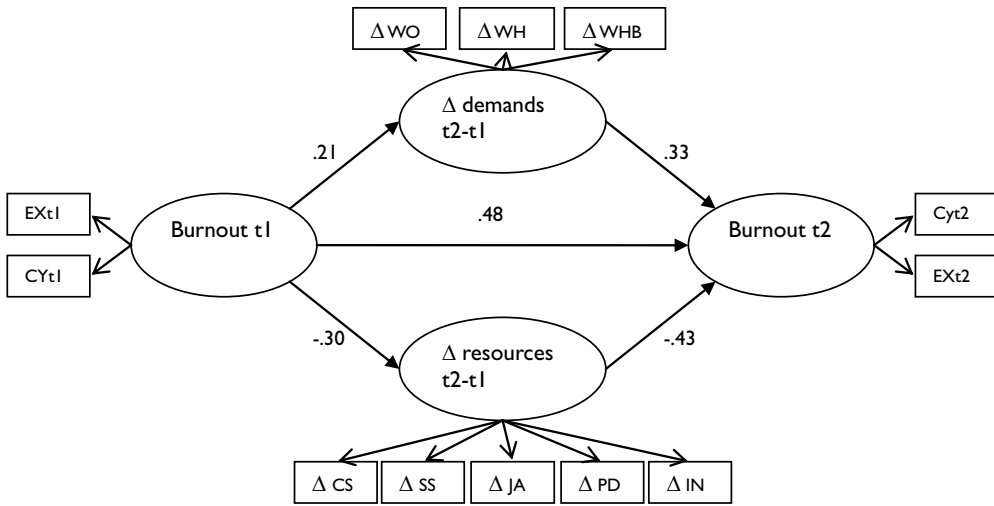 Δ WO
Δ WH
Δ WHB
Δ demands
t2-t1
.21
.33
EXt1
CYt1
Burnout t1
.48
Burnout t2
Cyt2
EXt2
-.30
-.43
Δ resources
t2-t1
Δ CS
Δ SS
Δ JA
Δ PD
Δ IN